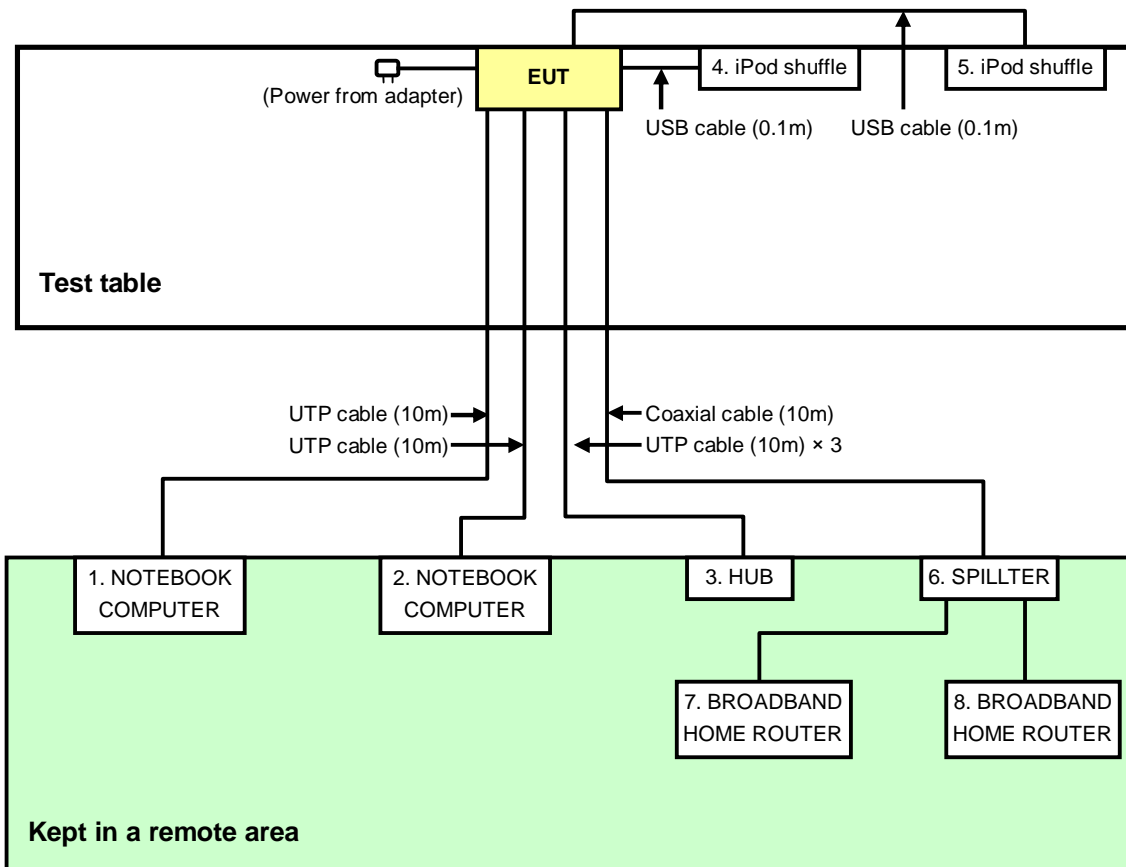 EUT
4. iPod shuffle
5. iPod shuffle
(Power from adapter)
USB cable (0.1m)
USB cable (0.1m)
Test table
UTP cable (10m)
Coaxial cable (10m)
UTP cable (10m)
UTP cable (10m) × 3
1. NOTEBOOK
COMPUTER
2. NOTEBOOK
COMPUTER
3. HUB
6. SPILLTER
7. BROADBAND
HOME ROUTER
8. BROADBAND
HOME ROUTER
Kept in a remote area